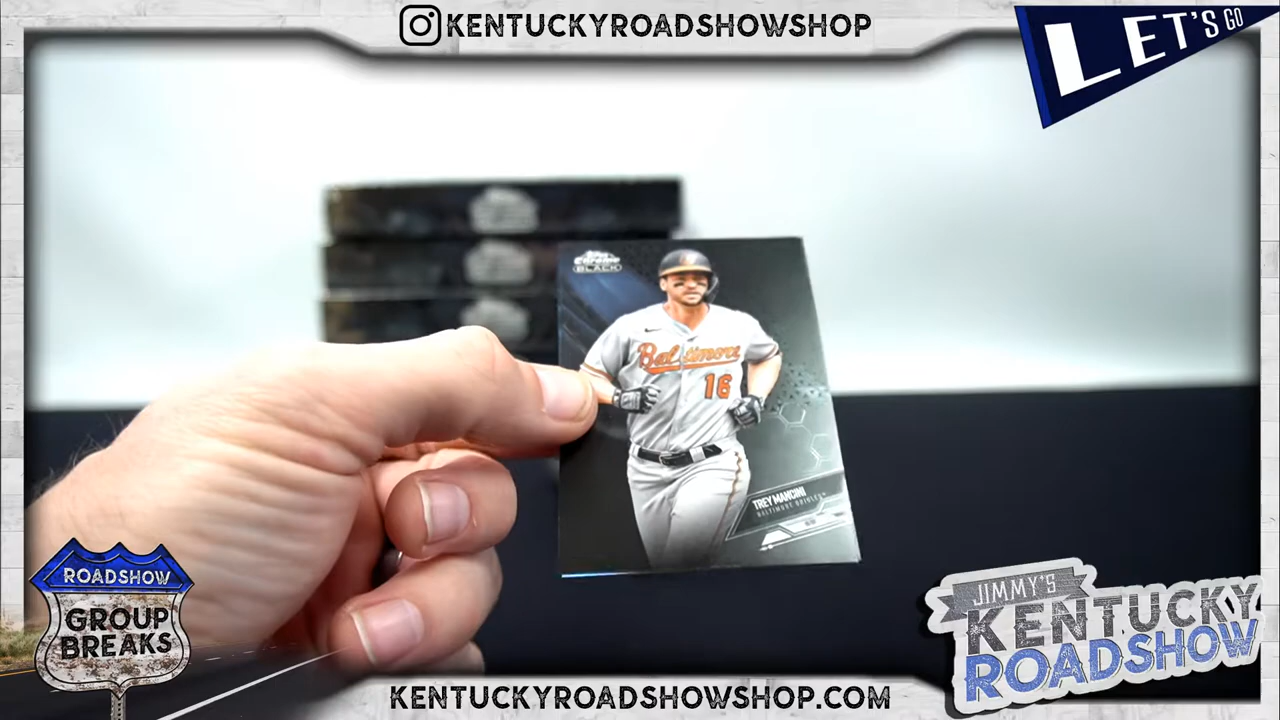 KENTUCKYROADSHOWSHOP
LET'S GO
Topps
Chrome
BLACK
Baltimore
16
TREY MANCINI
BALTIMORE ORIOLES
ROADSHOW
GROUP
BREAKS
JIMMY'S
KENTUCKY
ROADSHOW
KENTUCKYROADSHOWSHOP.COM